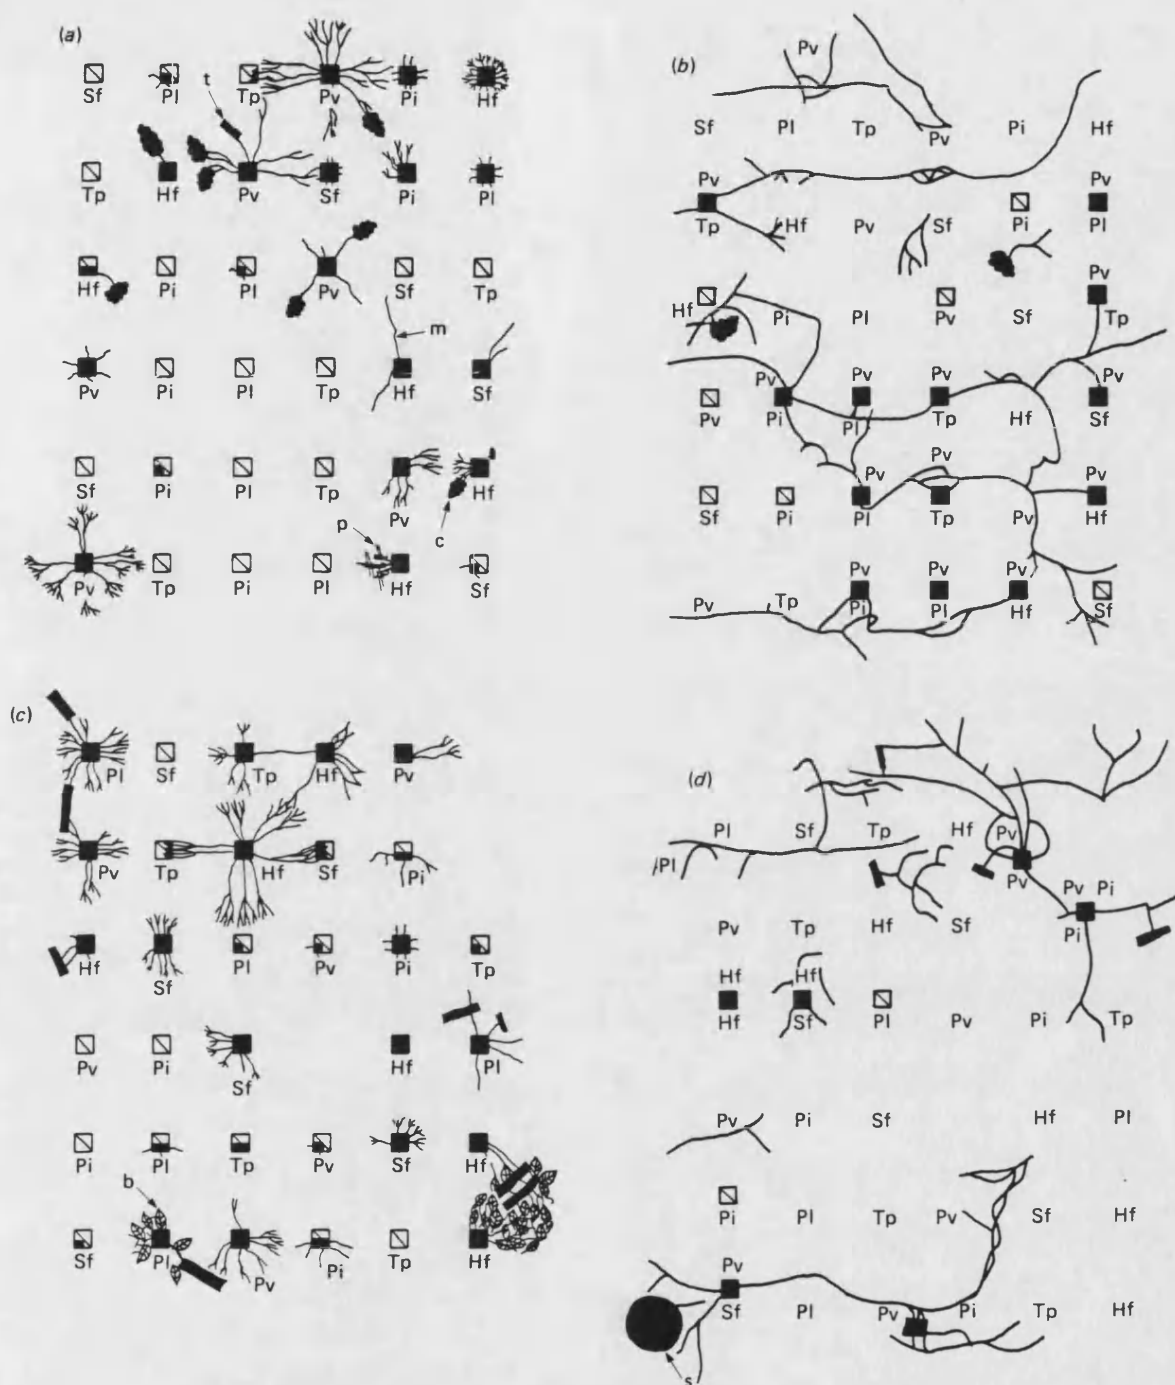 (a)
t
Sf Pl Tp Pv Pi Hf
Tp Hf Pv Sf Pi Pl
Hf Pi Pl Pv Sf Tp
m
Pv Pi Pl Tp Hf Sf
Sf Pi Pl Tp Pv Hf
p c
Pv Tp Pi Pl Hf Sf
(b)
Pv
Sf Pl Tp Pv Pi Hf
Pv Pv
Tp Hf Pv Sf Pi Pl
Pv
Hf Pi Pl Pv Sf Tp
Pv Pv Pv Pv
Pv Pi Pl Tp Hf Sf
Pv Pv Pv
Sf Pi Pl Tp Pv Hf
Pv Pv Pv
Pv Tp Pi Pl Hf Sf
(c)
Pl Sf Tp Hf Pv
Pv Tp Hf Sf Pi
Hf Sf Pl Pv Pi Tp
Pv Pi Sf Hf Pl
Pi Pl Tp Pv Sf Hf
b
Sf Pl Pv Pi Tp Hf
(d)
Pl Sf Tp Hf Pv
Pl Pv
Pv Pi
Pv Tp Hf Sf Pi
Hf Hf
Hf Sf Pl Pv Pi Tp
Pv Pi Sf Hf Pl
Pi Pl Tp Pv Sf Hf
Pv
Sf Pl Pv Pi Tp Hf
s